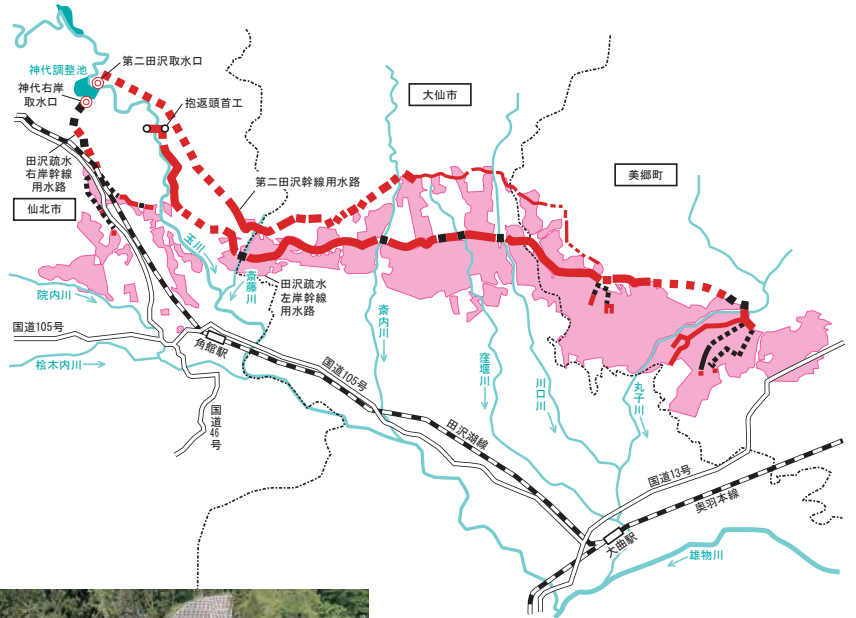 神代調整池
第二田沢取水口
神代右岸
取水口
抱返頭首工
大仙市
田沢疏水
右岸幹線
用水路
第二田沢幹線用水路
美郷町
仙北市
玉川
斎藤川
田沢疏水
左岸幹線
用水路
院内川
斎内川
国道105号
角館駅
国道105号
窪堰川
桧木内川
川口川
丸子川
国道46号
田沢湖線
国道13号
奥羽本線
大曲駅
雄物川